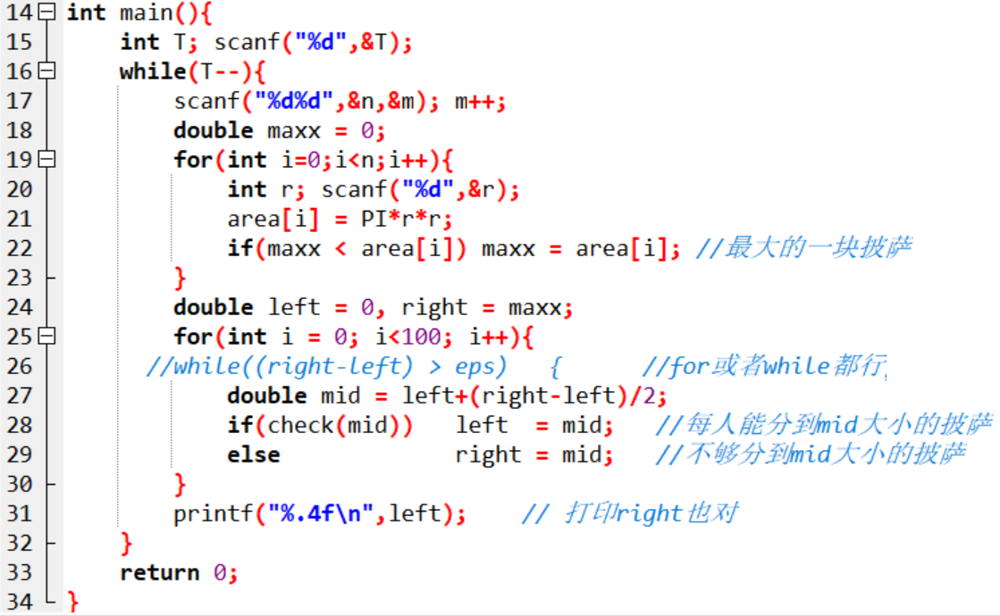 14 int main(){
15     int T; scanf("%d",&T);
16     while(T--){
17         scanf("%d%d",&n,&m); m++;
18         double maxx = 0;
19         for(int i=0;i<n;i++){
20             int r; scanf("%d",&r);
21             area[i] = PI*r*r;
22             if(maxx < area[i]) maxx = area[i]; //最大的一块披萨
23         }
24         double left = 0, right = maxx;
25         for(int i = 0; i<100; i++){
26       //while((right-left) > eps)   {      //for或者while都行
27             double mid = left+(right-left)/2;
28             if(check(mid))   left  = mid;   //每人能分到mid大小的披萨
29             else             right = mid;   //不够分到mid大小的披萨
30         }
31         printf("%.4f\n",left);    // 打印right也对
32     }
33     return 0;
34 }